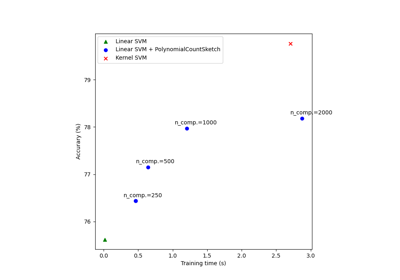 Linear SVM
Linear SVM + PolynomialCountSketch
Kernel SVM
79
78
77
76
Accurary (%)
n_comp.=2000
n_comp.=1000
n_comp.=500
n_comp.=250
0.0 0.5 1.0 1.5 2.0 2.5 3.0
Training time (s)